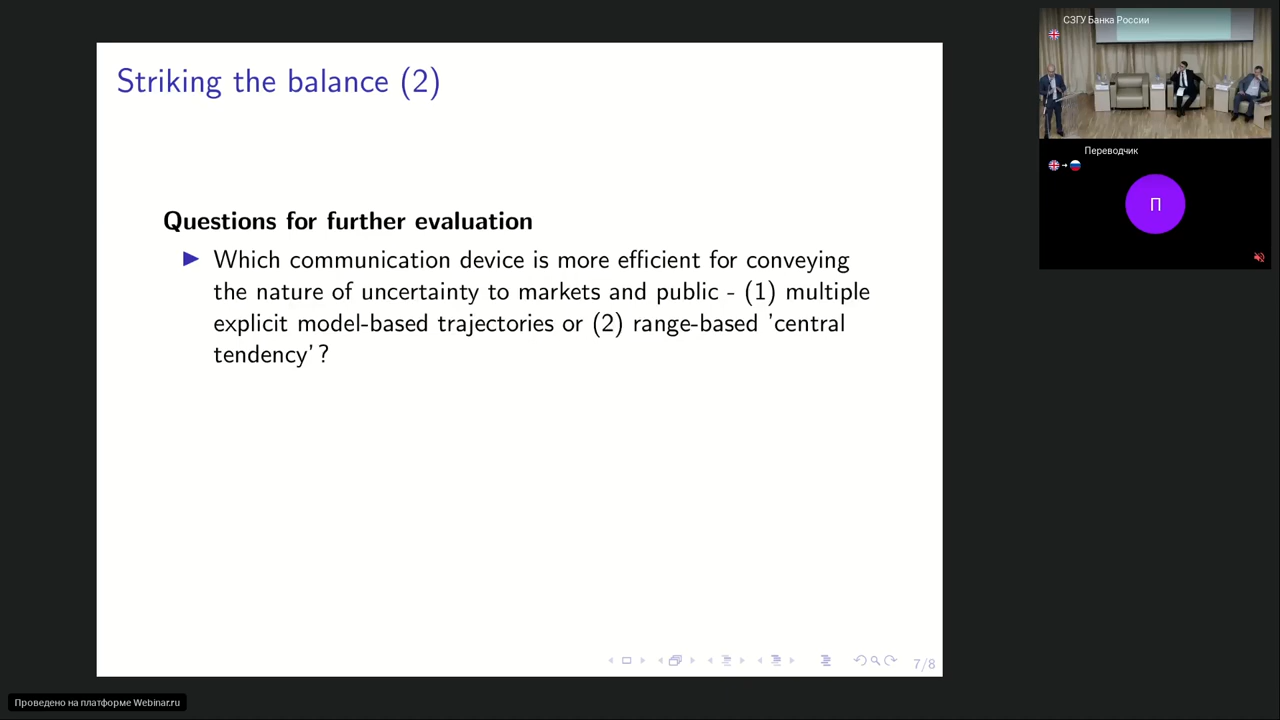 Striking the balance (2)
Questions for further evaluation
Which communication device is more efficient for conveying
the nature of uncertainty to markets and public - (1) multiple
explicit model-based trajectories or (2) range-based 'central
tendency' ?
7/8
СЗГУ Банка России
Переводчик
П
Проведено на платформе Webinar.ru